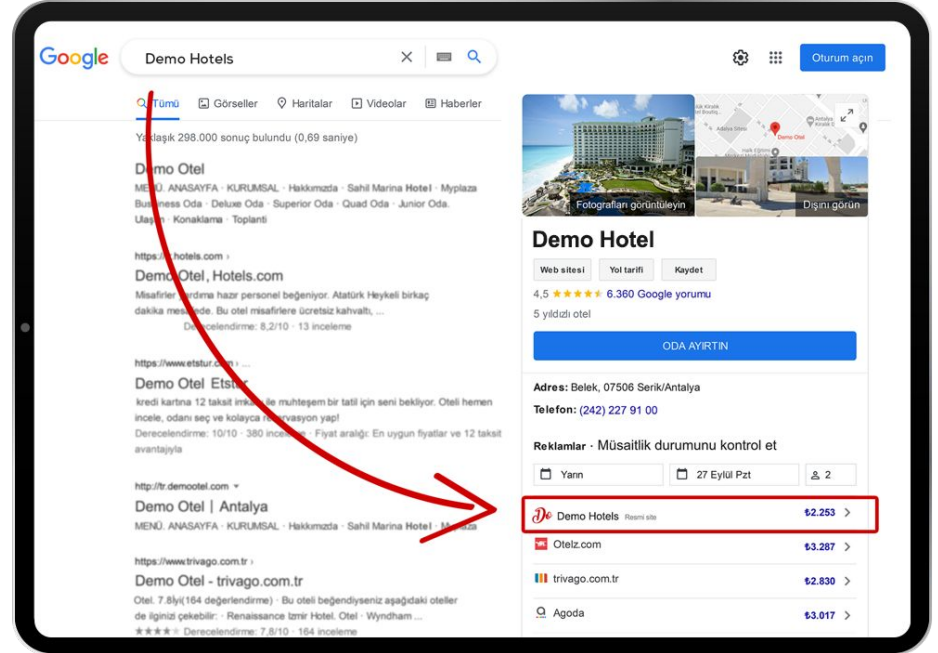 Google
Demo Hotels
Oturum açın
Tümü
Görseller
Haritalar
Videolar
Haberler
Yaklaşık 298.000 sonuç bulundu (0,69 saniye)
Demo Otel
MENÜ. ANASAYFA · KURUMSAL · Hakkımızda · Sahil Marina Hotel · Myplaza
Business Oda · Deluxe Oda · Superior Oda · Quad Oda · Junior Oda.
Ulaşım · Konaklama · Toplanti
hotels.com ›
Demo Otel, Hotels.com
Misafirler yardıma hazır personel beğeniyor. Atatürk Heykeli birkaç
dakika mesafede. Bu otel misafirlere ücretsiz kahvaltı, ...
Derecelendirme: 8,2/10 · 13 inceleme
https://www.etstur.com › ...
Demo Otel Etstur
kredi kartına 12 taksit imkanı ile muhteşem bir tatil için seni bekliyor. Oteli hemen
incele, odanı seç ve kolayca rezervasyon yap!
Derecelendirme: 10/10 · 380 inceleme · Fiyat aralığı: En uygun fiyatlar ve 12 taksit
avantajıyla
http://tr.demootel.com
Demo Otel | Antalya
MENÜ. ANASAYFA · KURUMSAL · Hakkımızda · Sahil Marina Hotel · Myplaza
https://www.trivago.com.tr ›
Demo Otel - trivago.com.tr
Otel. 7.8İyi(164 değerlendirme) · Bu oteli beğendiyseniz aşağıdaki oteller
de ilginizi çekebilir: · Renaissance Izmir Hotel. Otel · Wyndham ...
★★★★★ Derecelendirme: 7,8/10 · 164 inceleme
Fotoğrafları görüntüleyin
Demo Otel
Dışını görün
Demo Hotel
Web sitesi
Yol tarifi
Kaydet
4,5 ★★★★★ 6.360 Google yorumu
5 yıldızlı otel
ODA AYIRTIN
Adres: Belek, 07506 Serik/Antalya
Telefon: (242) 227 91 00
Reklamlar · Müsaitlik durumunu kontrol et
Yarın
27 Eylül Pzt
2
Do Demo Hotels Resmi site ₺2.253 >
Otelz.com ₺3.287 >
trivago.com.tr ₺2.830 >
Agoda ₺3.017 >